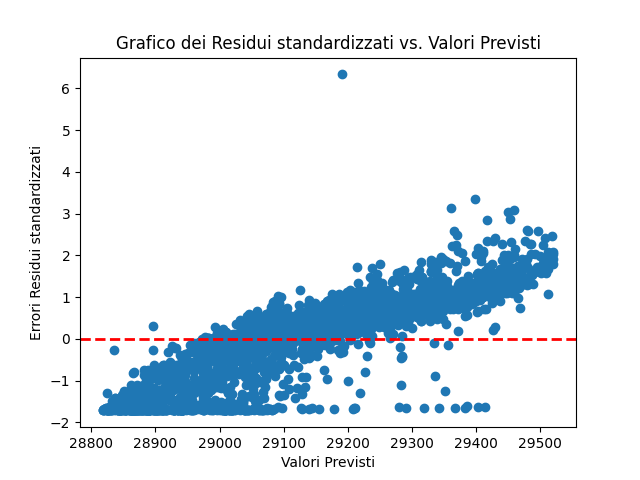 Grafico dei Residui standardizzati vs. Valori Previsti
Errori Residui standardizzati
6
5
4
3
2
1
0
−1
−2
28800 28900 29000 29100 29200 29300 29400 29500
Valori Previsti